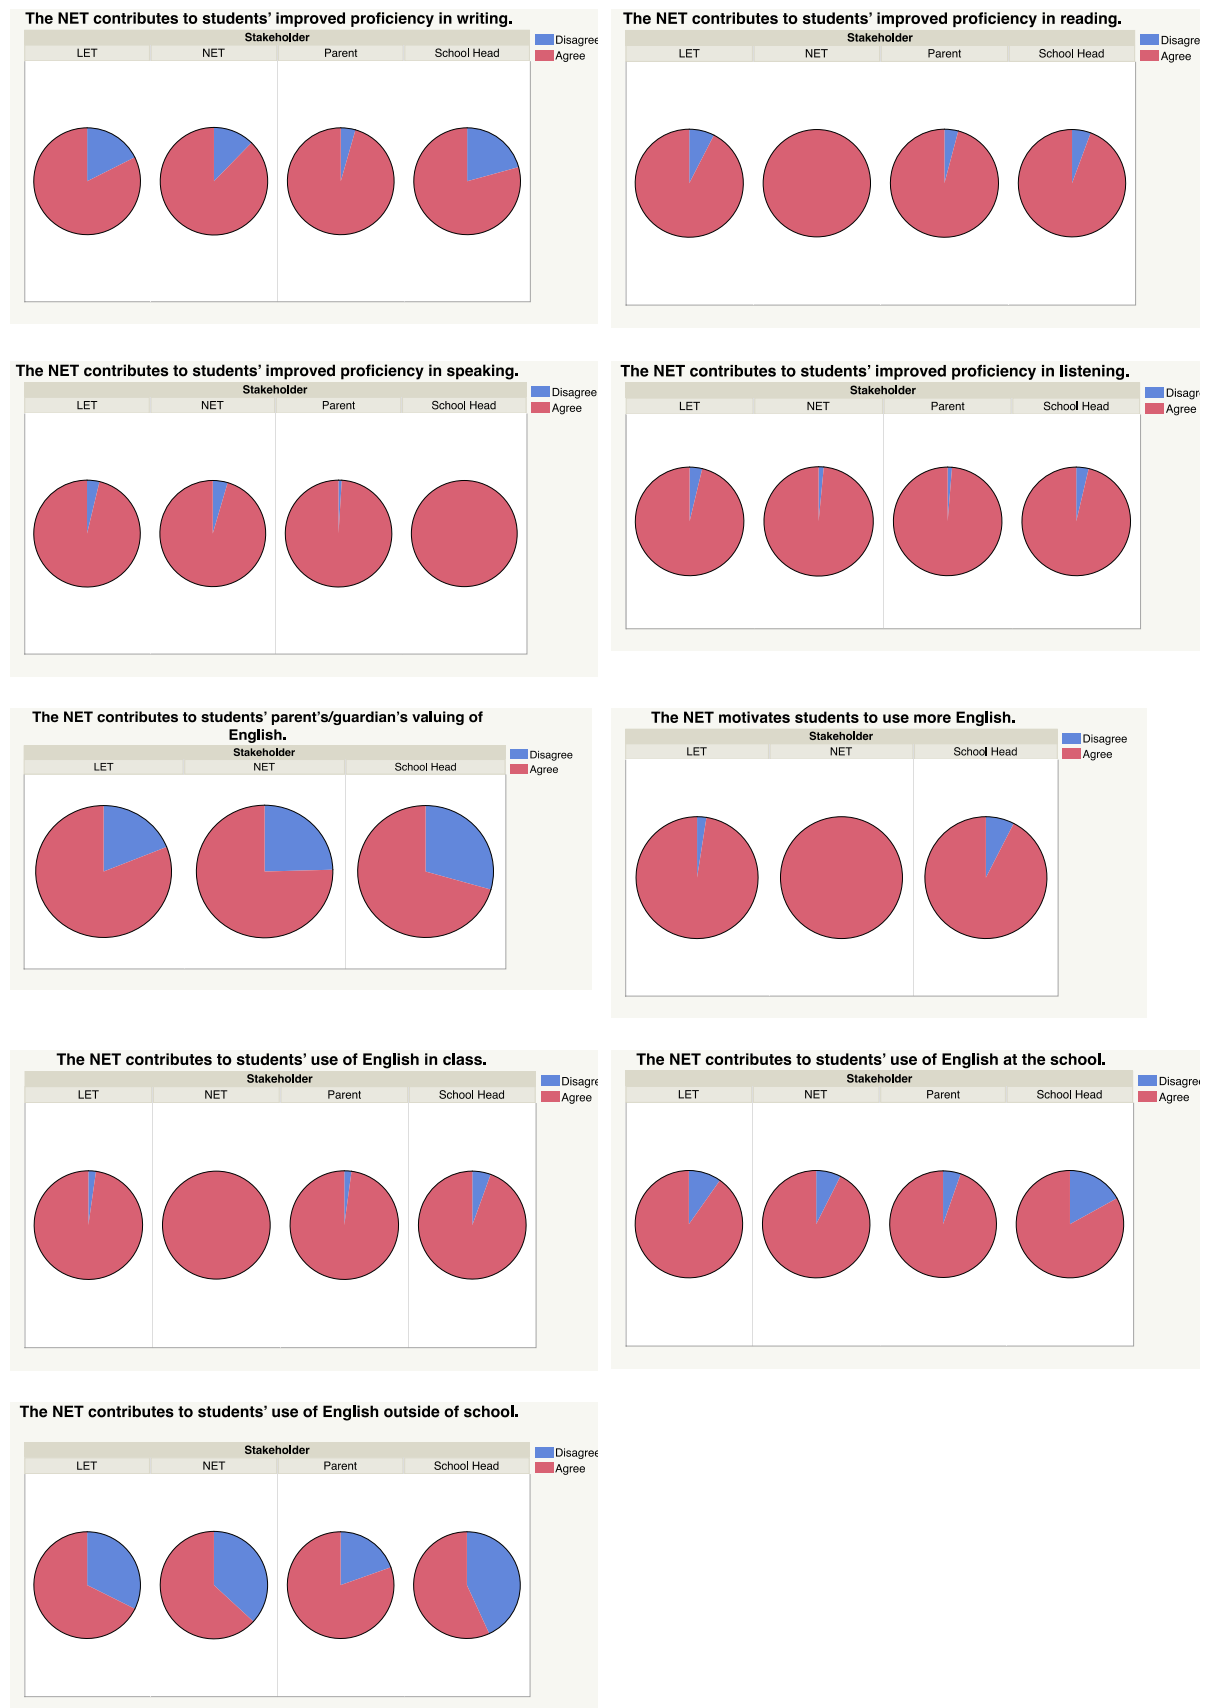 The NET contributes to students' improved proficiency in writing.
Stakeholder
LET NET Parent School Head
Disagree
Agree
The NET contributes to students' improved proficiency in reading.
Stakeholder
LET NET Parent School Head
Disagre
Agree
The NET contributes to students' improved proficiency in speaking.
Stakeholder
LET NET Parent School Head
Disagree
Agree
The NET contributes to students' improved proficiency in listening.
Stakeholder
LET NET Parent School Head
Disagr
Agree
The NET contributes to students' parent's/guardian's valuing of
English.
Stakeholder
LET NET School Head
Disagree
Agree
The NET motivates students to use more English.
Stakeholder
LET NET School Head
Disagree
Agree
The NET contributes to students' use of English in class.
Stakeholder
LET NET Parent School Head
Disagre
Agree
The NET contributes to students' use of English at the school.
Stakeholder
LET NET Parent School Head
Disagre
Agree
The NET contributes to students' use of English outside of school.
Stakeholder
LET NET Parent School Head
Disagree
Agree